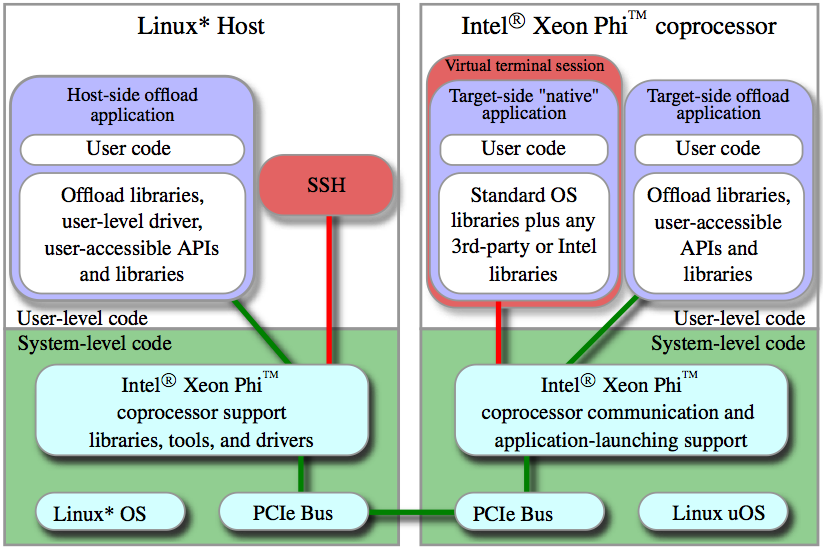 Linux* Host
Host-side offload
application
User code
Offload libraries,
user-level driver,
user-accessible APIs
and libraries
SSH
User-level code
System-level code
Intel® Xeon Phi™
coprocessor support
libraries, tools, and drivers
Linux* OS
PCIe Bus
Intel® Xeon Phi™ coprocessor
Virtual terminal session
Target-side "native"
application
User code
Standard OS
libraries plus any
3rd-party or Intel
libraries
Target-side offload
application
User code
Offload libraries,
user-accessible
APIs and
libraries
User-level code
System-level code
Intel® Xeon Phi™
coprocessor communication and
application-launching support
PCIe Bus
Linux uOS